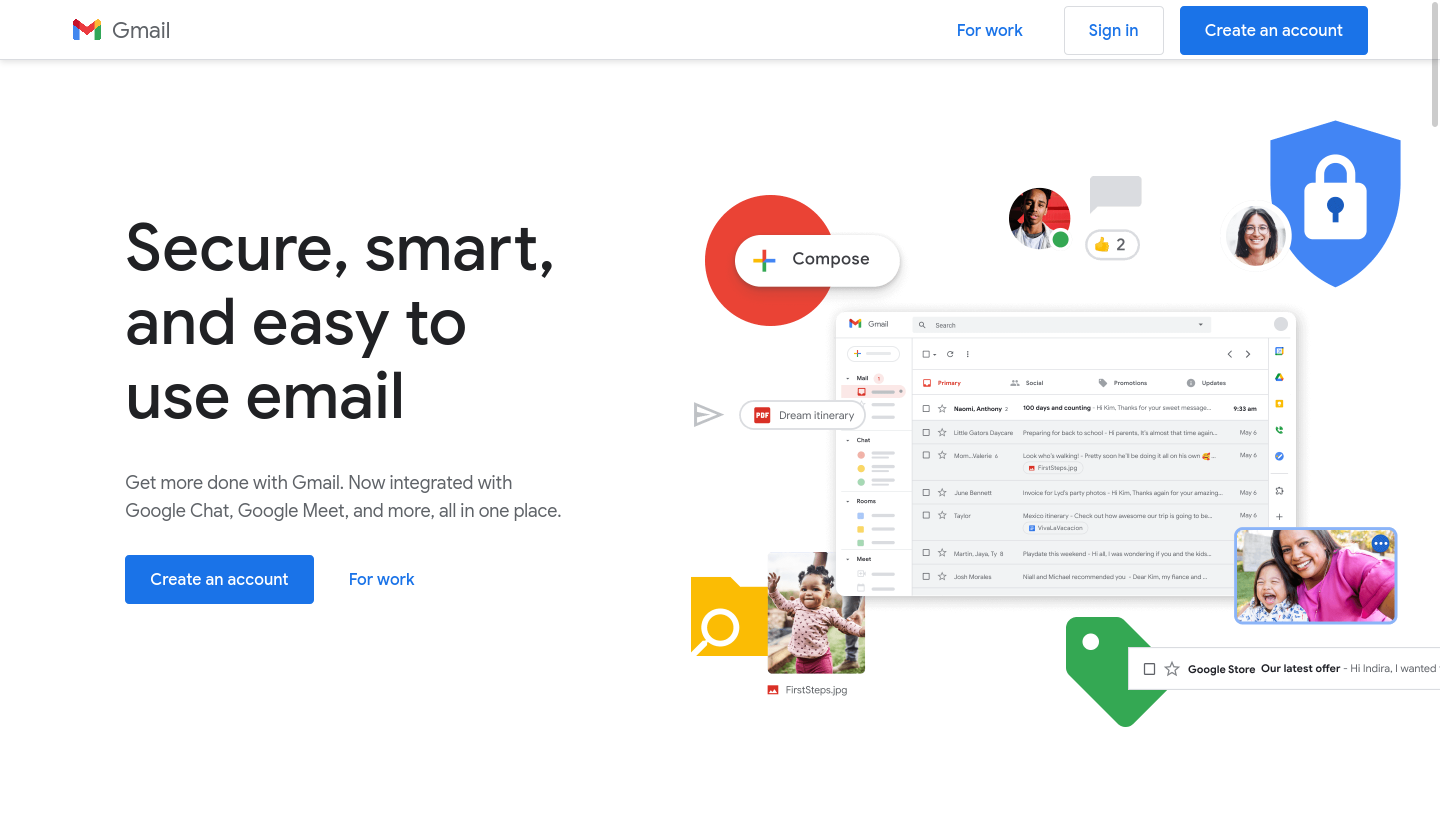 Gmail
For work
Sign in
Create an account
Secure, smart,
and easy to
use email
Get more done with Gmail. Now integrated with
Google Chat, Google Meet, and more, all in one place.
Create an account
For work
Compose
2
Gmail
Search
Mail
1
Primary
Social
Promotions
Updates
Naomi, Anthony 2
100 days and counting - Hi Kim, Thanks for your sweet message...
9:33 am
PDF
Dream itinerary
Little Gators Daycare
Preparing for back to school - Hi parents, It's almost that time again...
May 6
Chat
Mom...Valerie 6
Look who's walking! - Pretty soon he'll be doing it all on his own 🥰 ...
May 6
FirstSteps.jpg
June Bennett
Invoice for Lyd's party photos - Hi Kim, Thanks again for your amazing...
May 6
Rooms
Taylor
Mexico itinerary - Check out how awesome our trip is going to be...
May 6
VivaLaVacacion
Meet
Martin, Jaya, Ty 8
Playdate this weekend - Hi all, I was wondering if you and the kids...
Josh Morales
Niall and Michael recommended you - Dear Kim, my fiance and ...
FirstSteps.jpg
Google Store Our latest offer - Hi Indira, I wanted